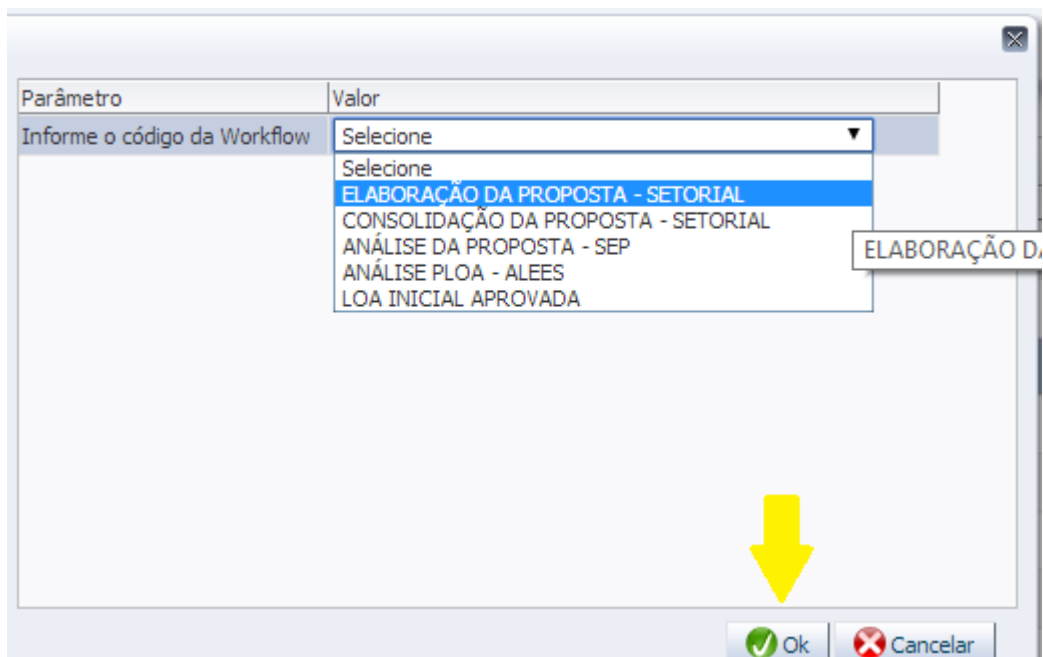 Parâmetro Valor
Informe o código da Workflow Selecione
Selecione
ELABORAÇÃO DA PROPOSTA - SETORIAL
CONSOLIDAÇÃO DA PROPOSTA - SETORIAL
ANÁLISE DA PROPOSTA - SEP
ELABORAÇÃO
ANÁLISE PLOA - ALEES
LOA INICIAL APROVADA
Ok Cancelar